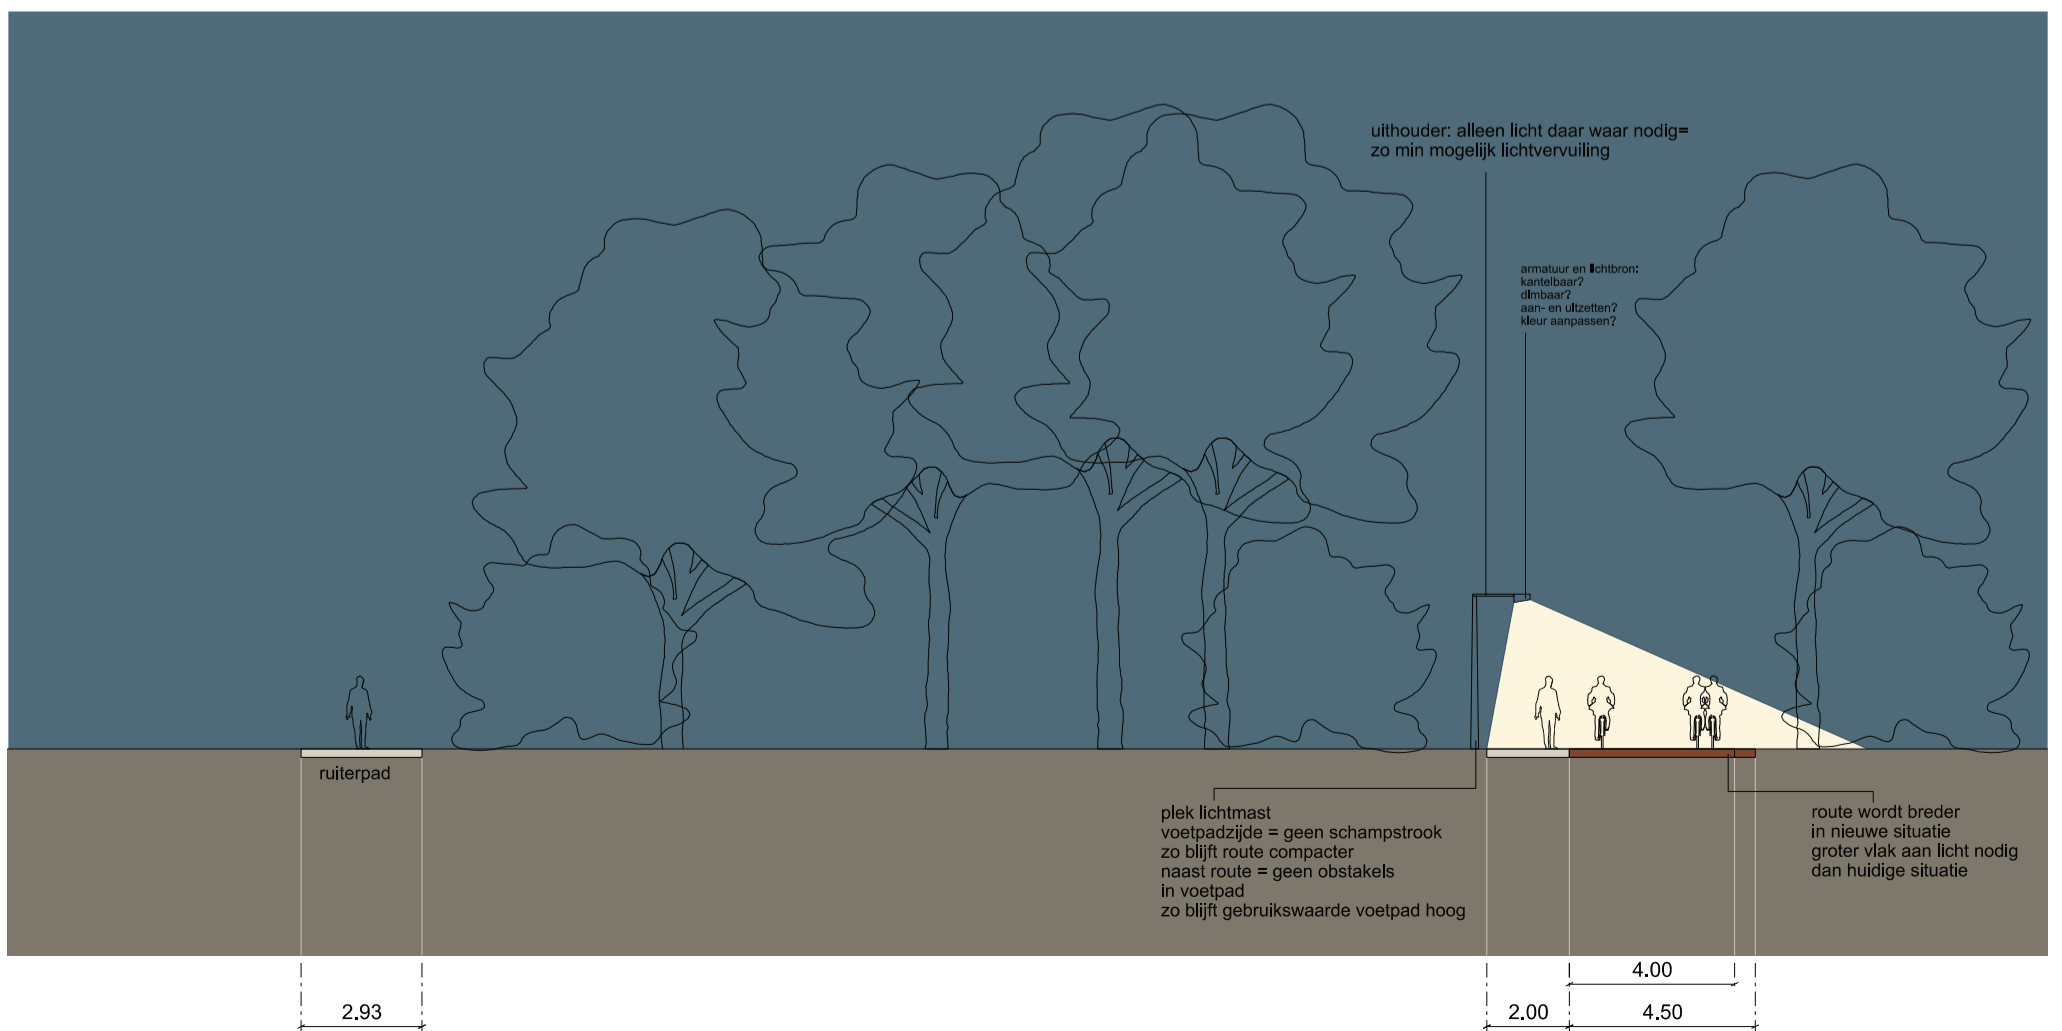 uithouder: alleen licht daar waar nodig=
zo min mogelijk lichtvervuiling
armatuur en lichtbron:
kantelbaar?
dimbaar?
aan- en uitzetten?
kleur aanpassen?
ruiterpad
plek lichtmast
voetpadzijde = geen schampstrook
zo blijft route compacter
naast route = geen obstakels
in voetpad
zo blijft gebruikswaarde voetpad hoog
route wordt breder
in nieuwe situatie
groter vlak aan licht nodig
dan huidige situatie
4.00
2.93
2.00
4.50